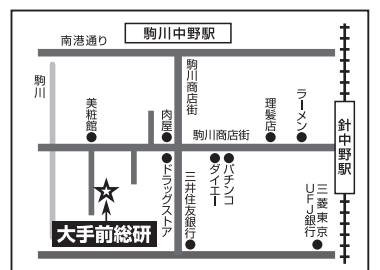 駒川中野駅
南港通り
駒川
駒川商店街
美粧館
肉屋
駒川商店街
理髪店
ラーメン
針中野駅
ドラッグストア
三井住友銀行
ダイエー
パチンコ
三菱東京
UFJ銀行
大手前総研